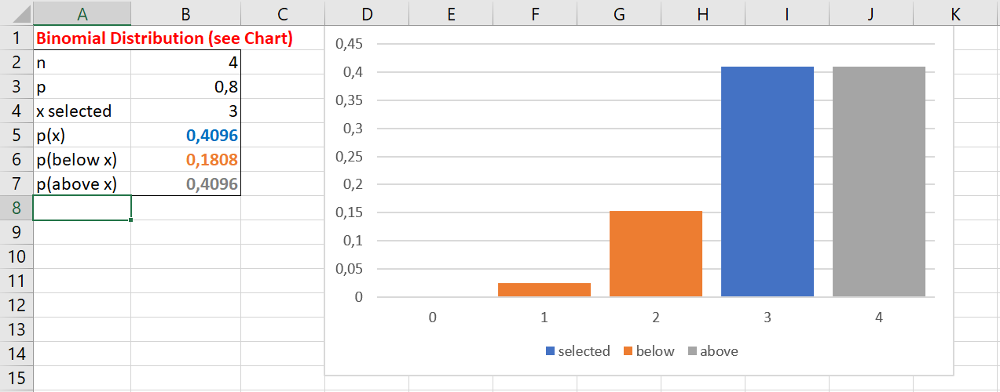 A B C D E F G H I J K
1 Binomial Distribution (see Chart)
2 n 4
3 p 0,8
4 x selected 3
5 p(x) 0,4096
6 p(below x) 0,1808
7 p(above x) 0,4096
8
9
10
11
12
13
14
15
0,45
0,4
0,35
0,3
0,25
0,2
0,15
0,1
0,05
0
0 1 2 3 4
selected below above